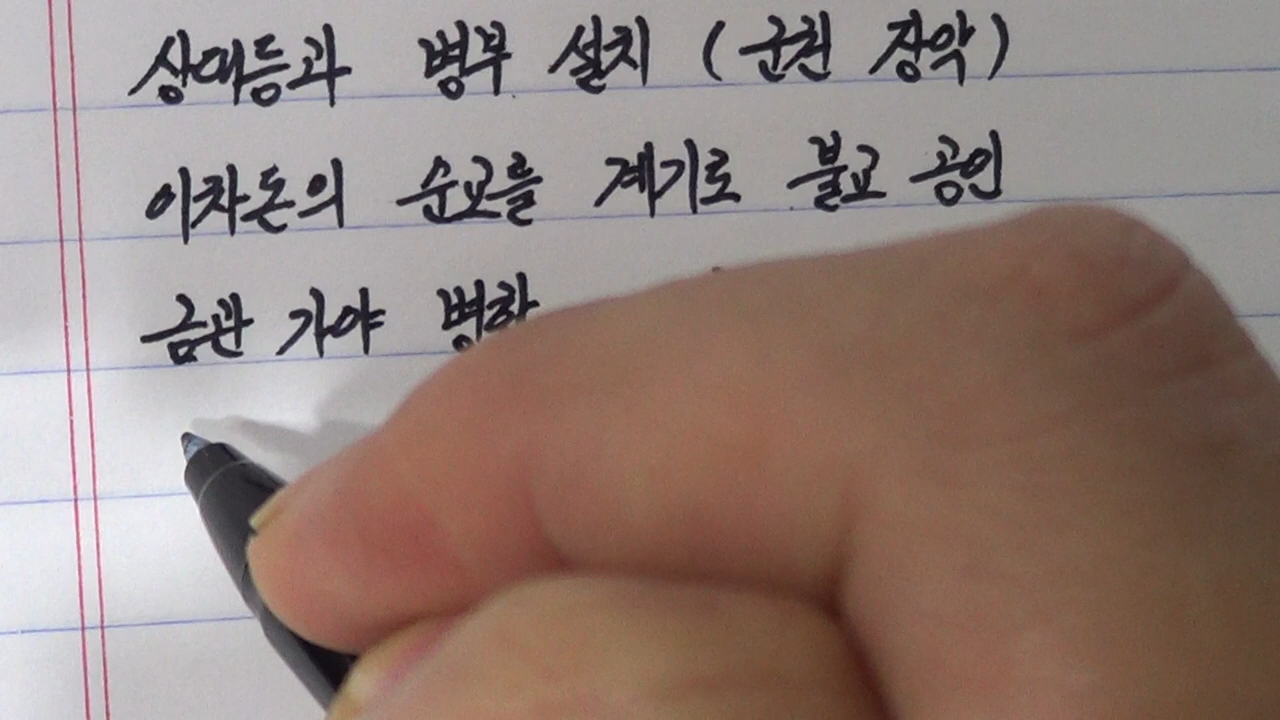 상대등과 병부 설치 (군권 장악)
이차돈의 순교를 계기로 불교 공인
금관 가야 병합